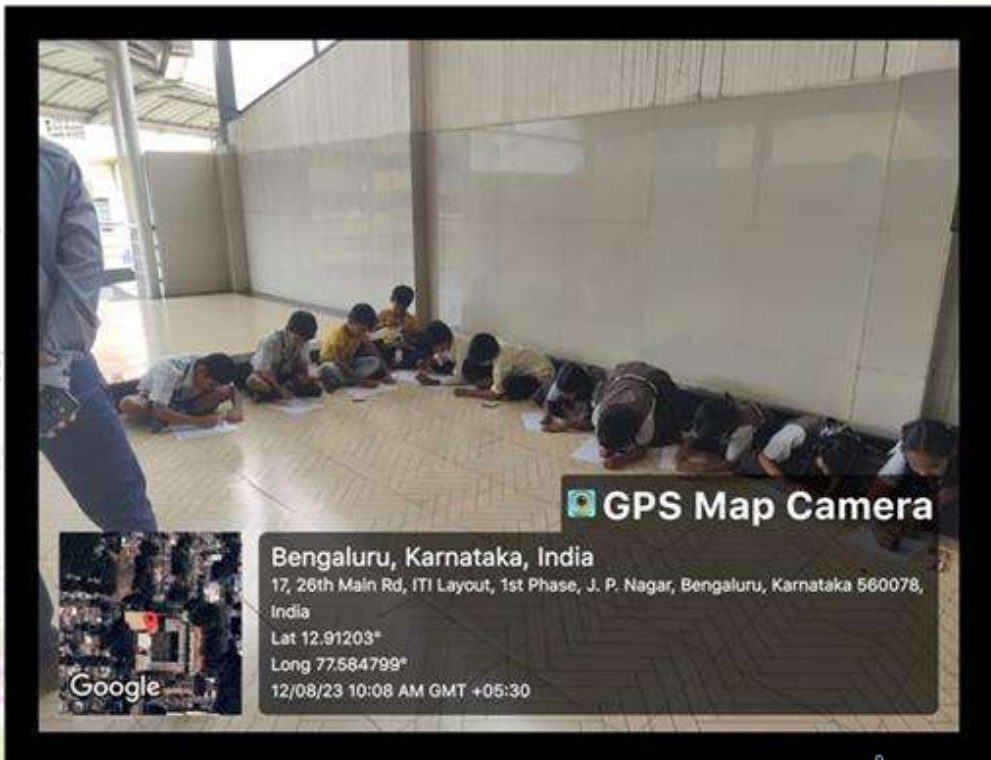 GPS Map Camera
Bengaluru, Karnataka, India
17, 26th Main Rd, ITI Layout, 1st Phase, J. P. Nagar, Bengaluru, Karnataka 560078,
India
Lat 12.91203°
Long 77.584799°
12/08/23 10:08 AM GMT +05:30
Google